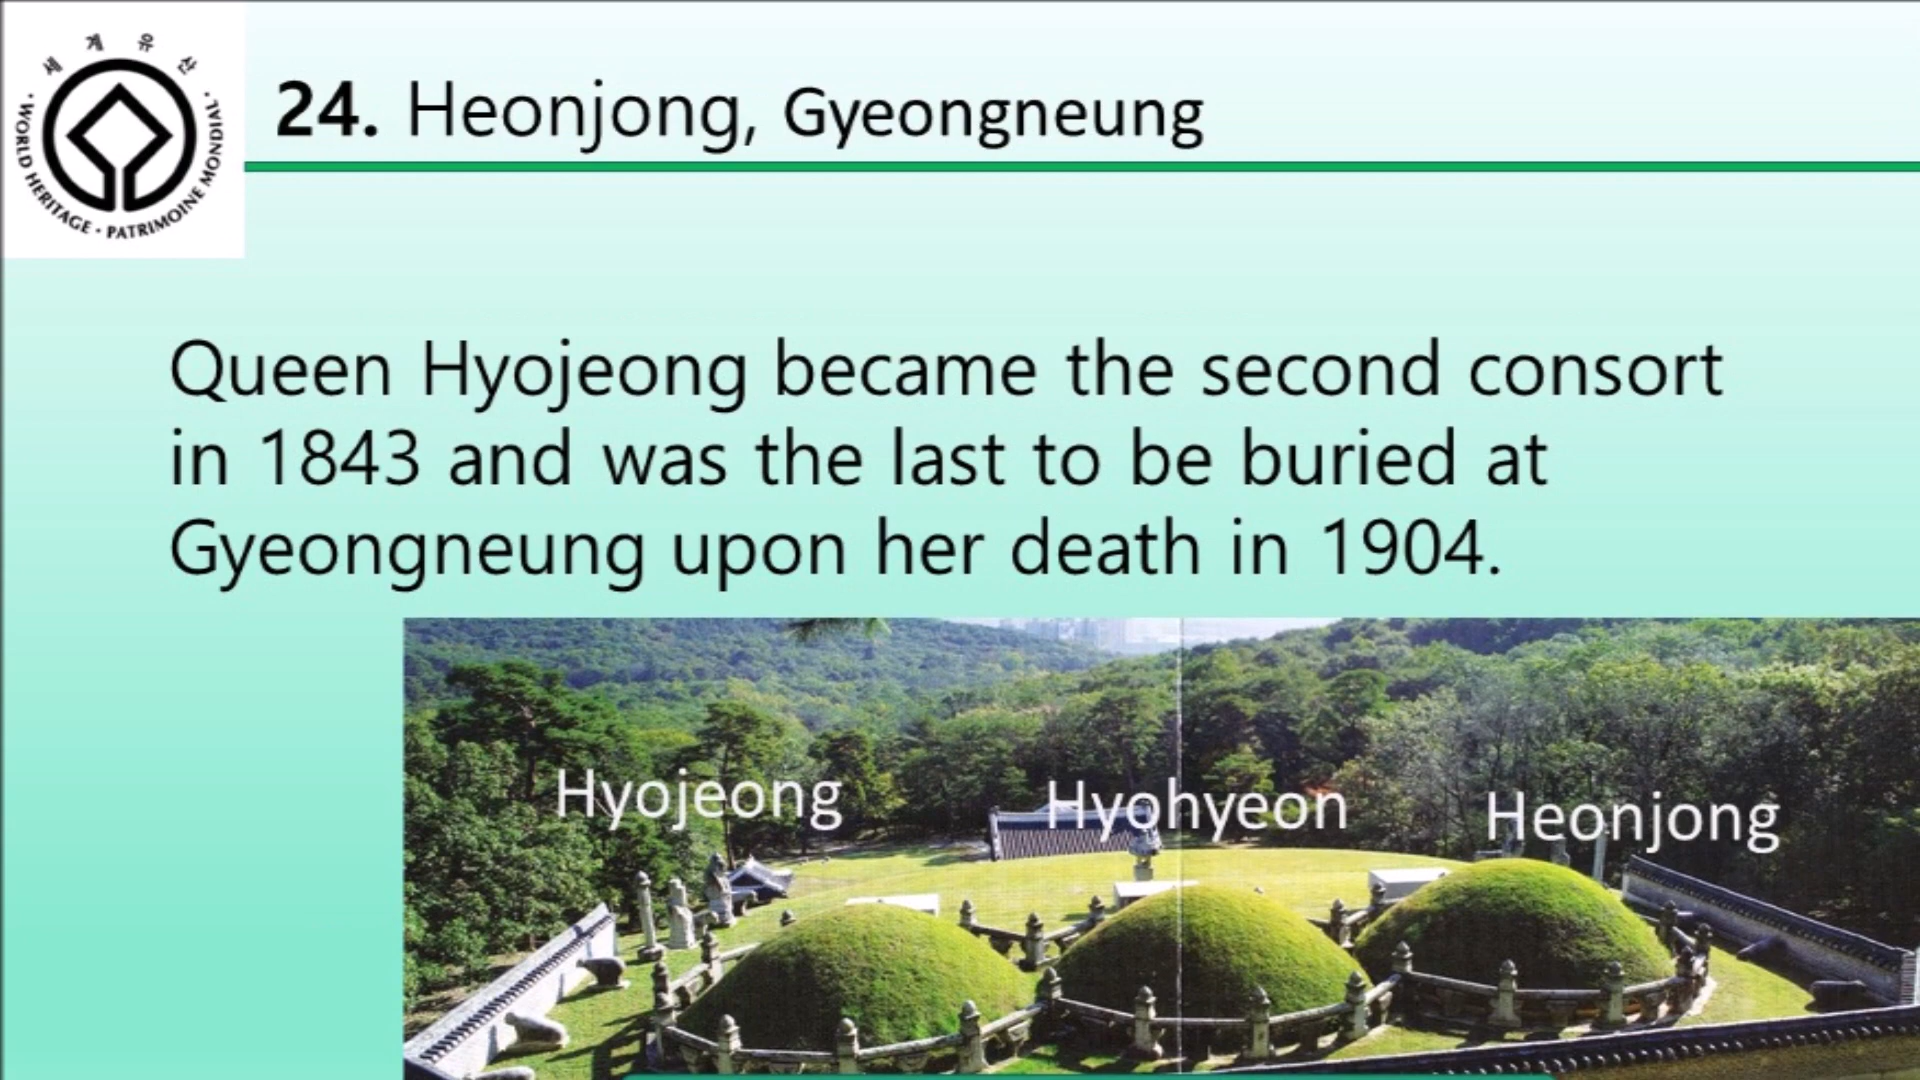 세 계 유 산
· WORLD HERITAGE · PATRIMOINE MONDIAL ·
24. Heonjong, Gyeongneung
Queen Hyojeong became the second consort
in 1843 and was the last to be buried at
Gyeongneung upon her death in 1904.
Hyojeong
Hyohyeon
Heonjong